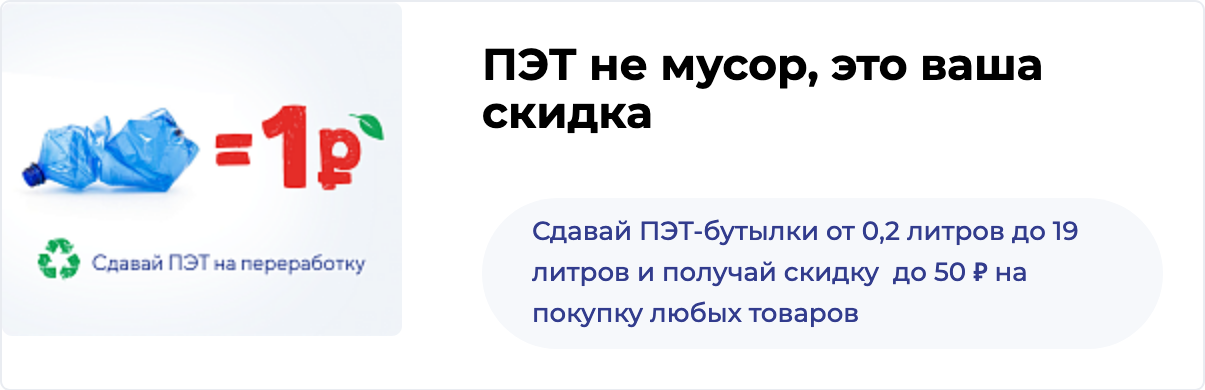 =1₽
Сдавай ПЭТ на переработку
ПЭТ не мусор, это ваша
скидка
Сдавай ПЭТ-бутылки от 0,2 литров до 19
литров и получай скидку  до 50 ₽ на
покупку любых товаров